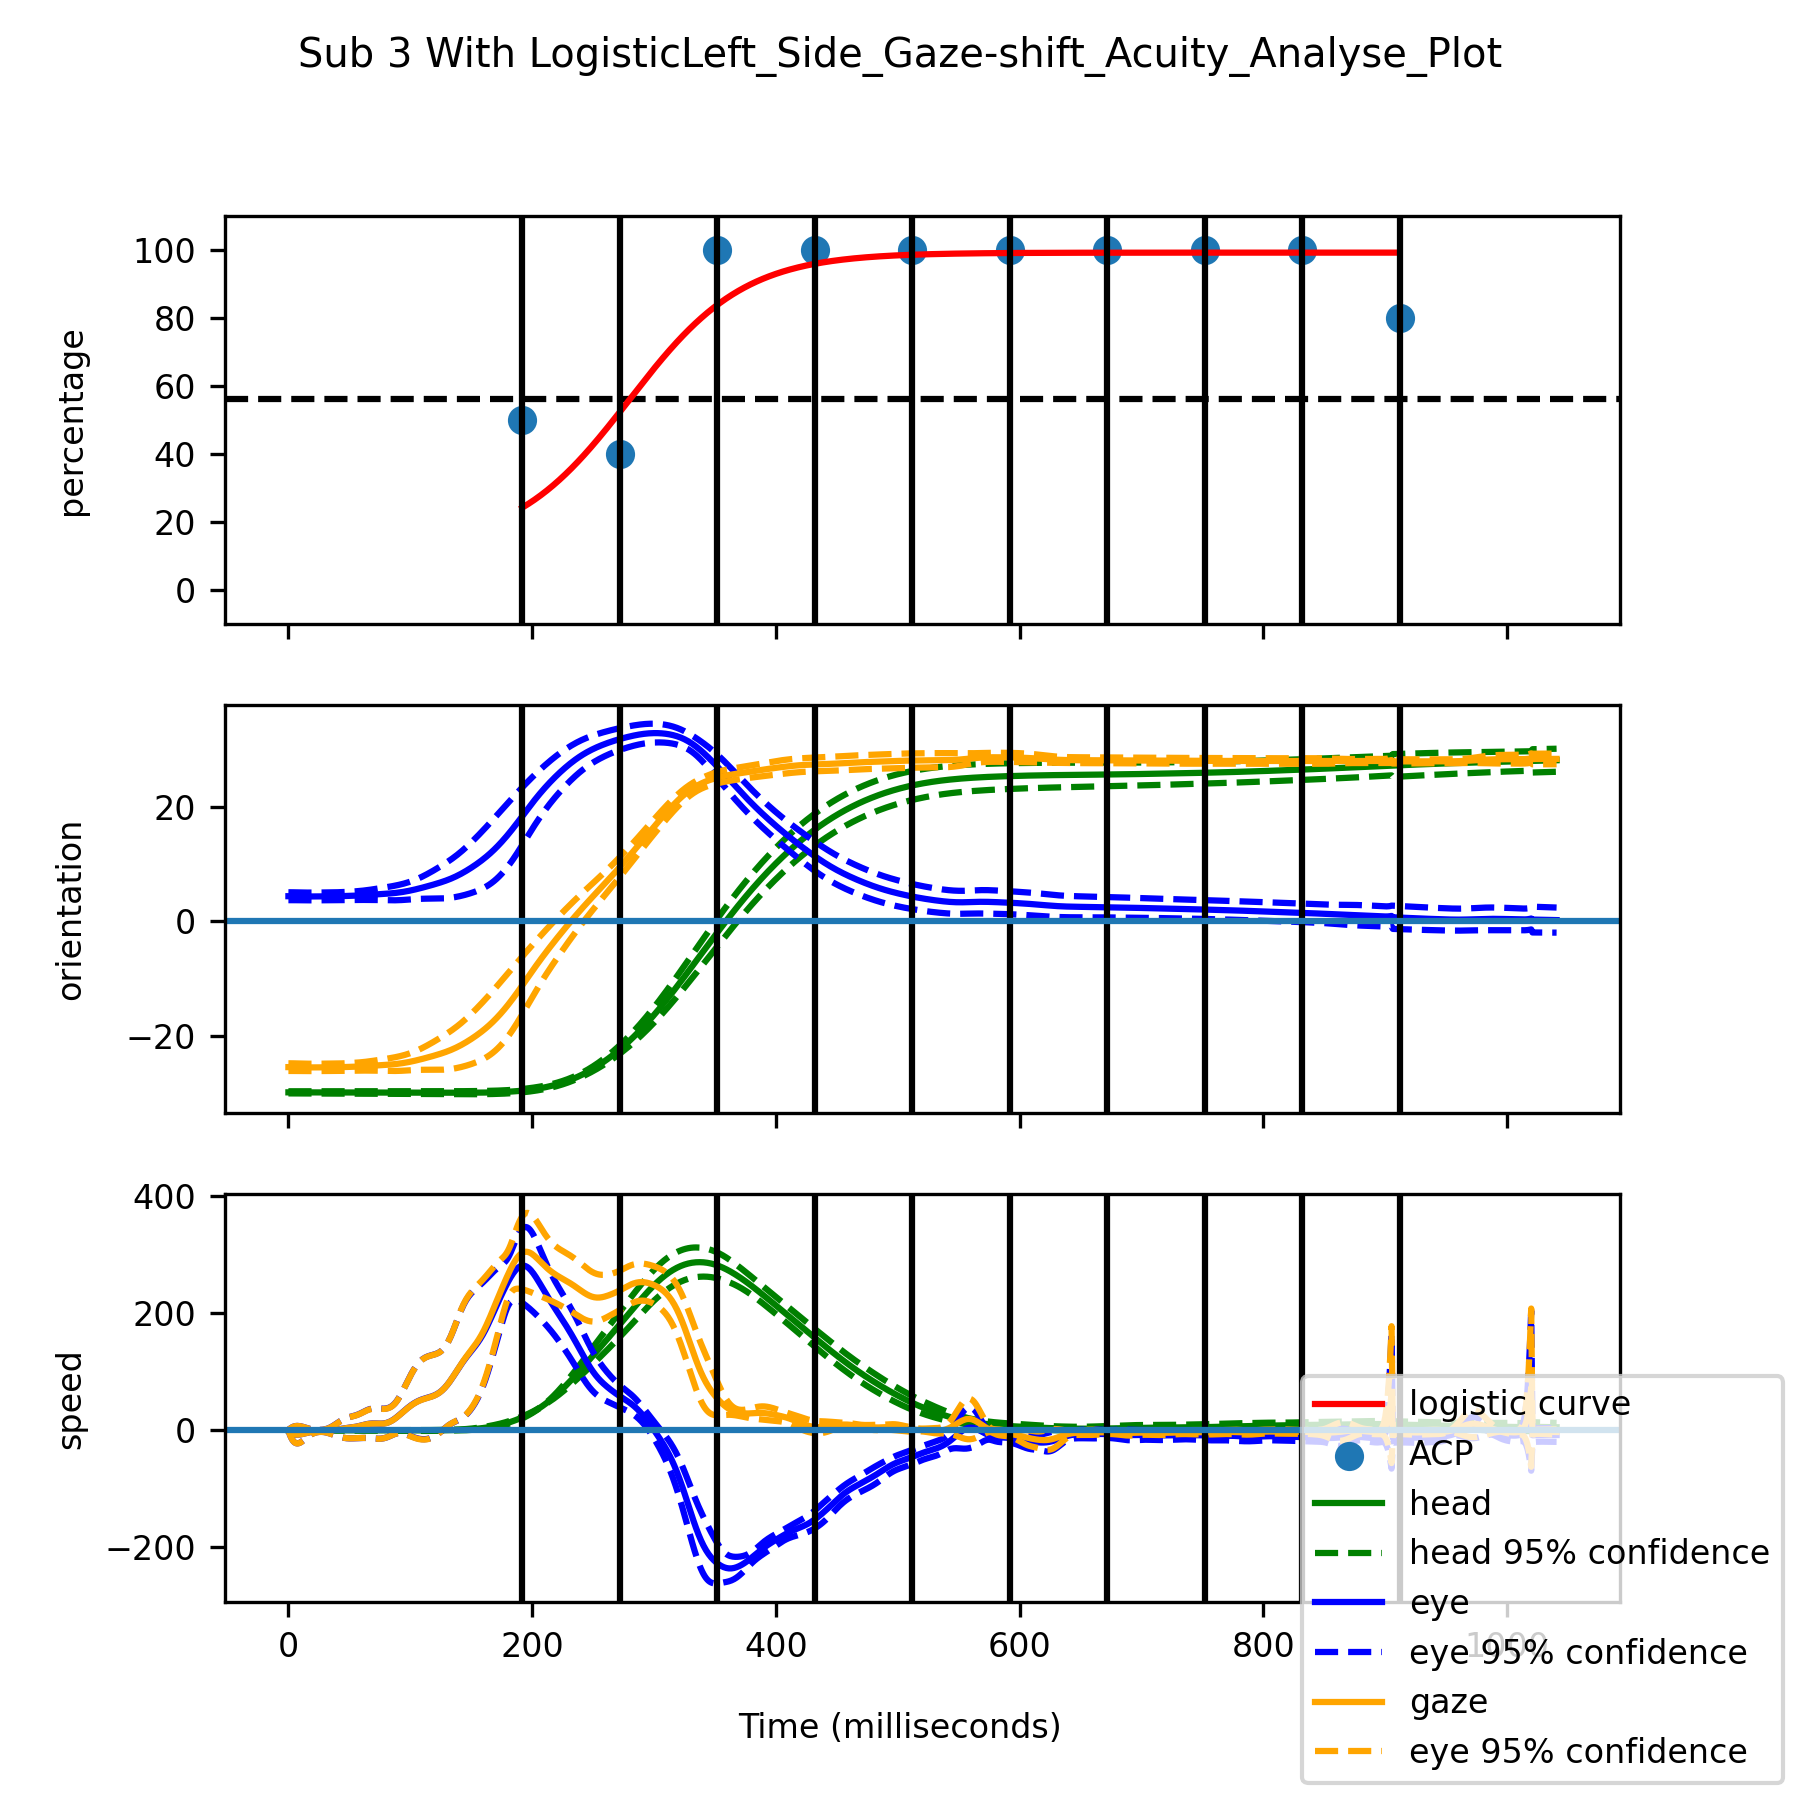 Sub 3 With LogisticLeft_Side_Gaze-shift_Acuity_Analyse_Plot
100
80
60
40
20
0
percentage
20
0
−20
orientation
400
200
0
−200
speed
0
200
400
600
800
1000
Time (milliseconds)
logistic curve
ACP
head
head 95% confidence
eye
eye 95% confidence
gaze
eye 95% confidence